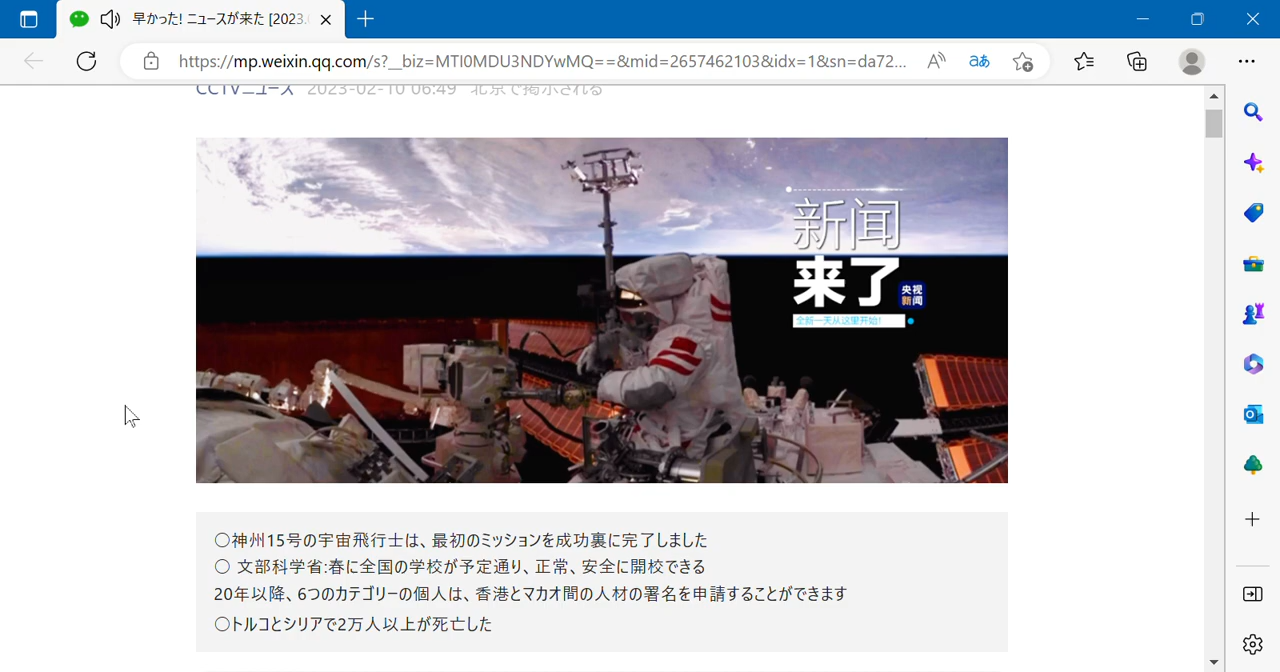 早かった! ニュースが来た [2023.
https://mp.weixin.qq.com/s?__biz=MTI0MDU3NDYwMQ==&mid=2657462103&idx=1&sn=da72...
CCTVニュース 2023-02-10 06:49 北京で掲示される
新闻
来了
央视
新闻
全新一天从这里开始!
〇神州15号の宇宙飛行士は、最初のミッションを成功裏に完了しました
〇 文部科学省:春に全国の学校が予定通り、正常、安全に開校できる
20年以降、6つのカテゴリーの個人は、香港とマカオ間の人材の署名を申請することができます
〇トルコとシリアで2万人以上が死亡した